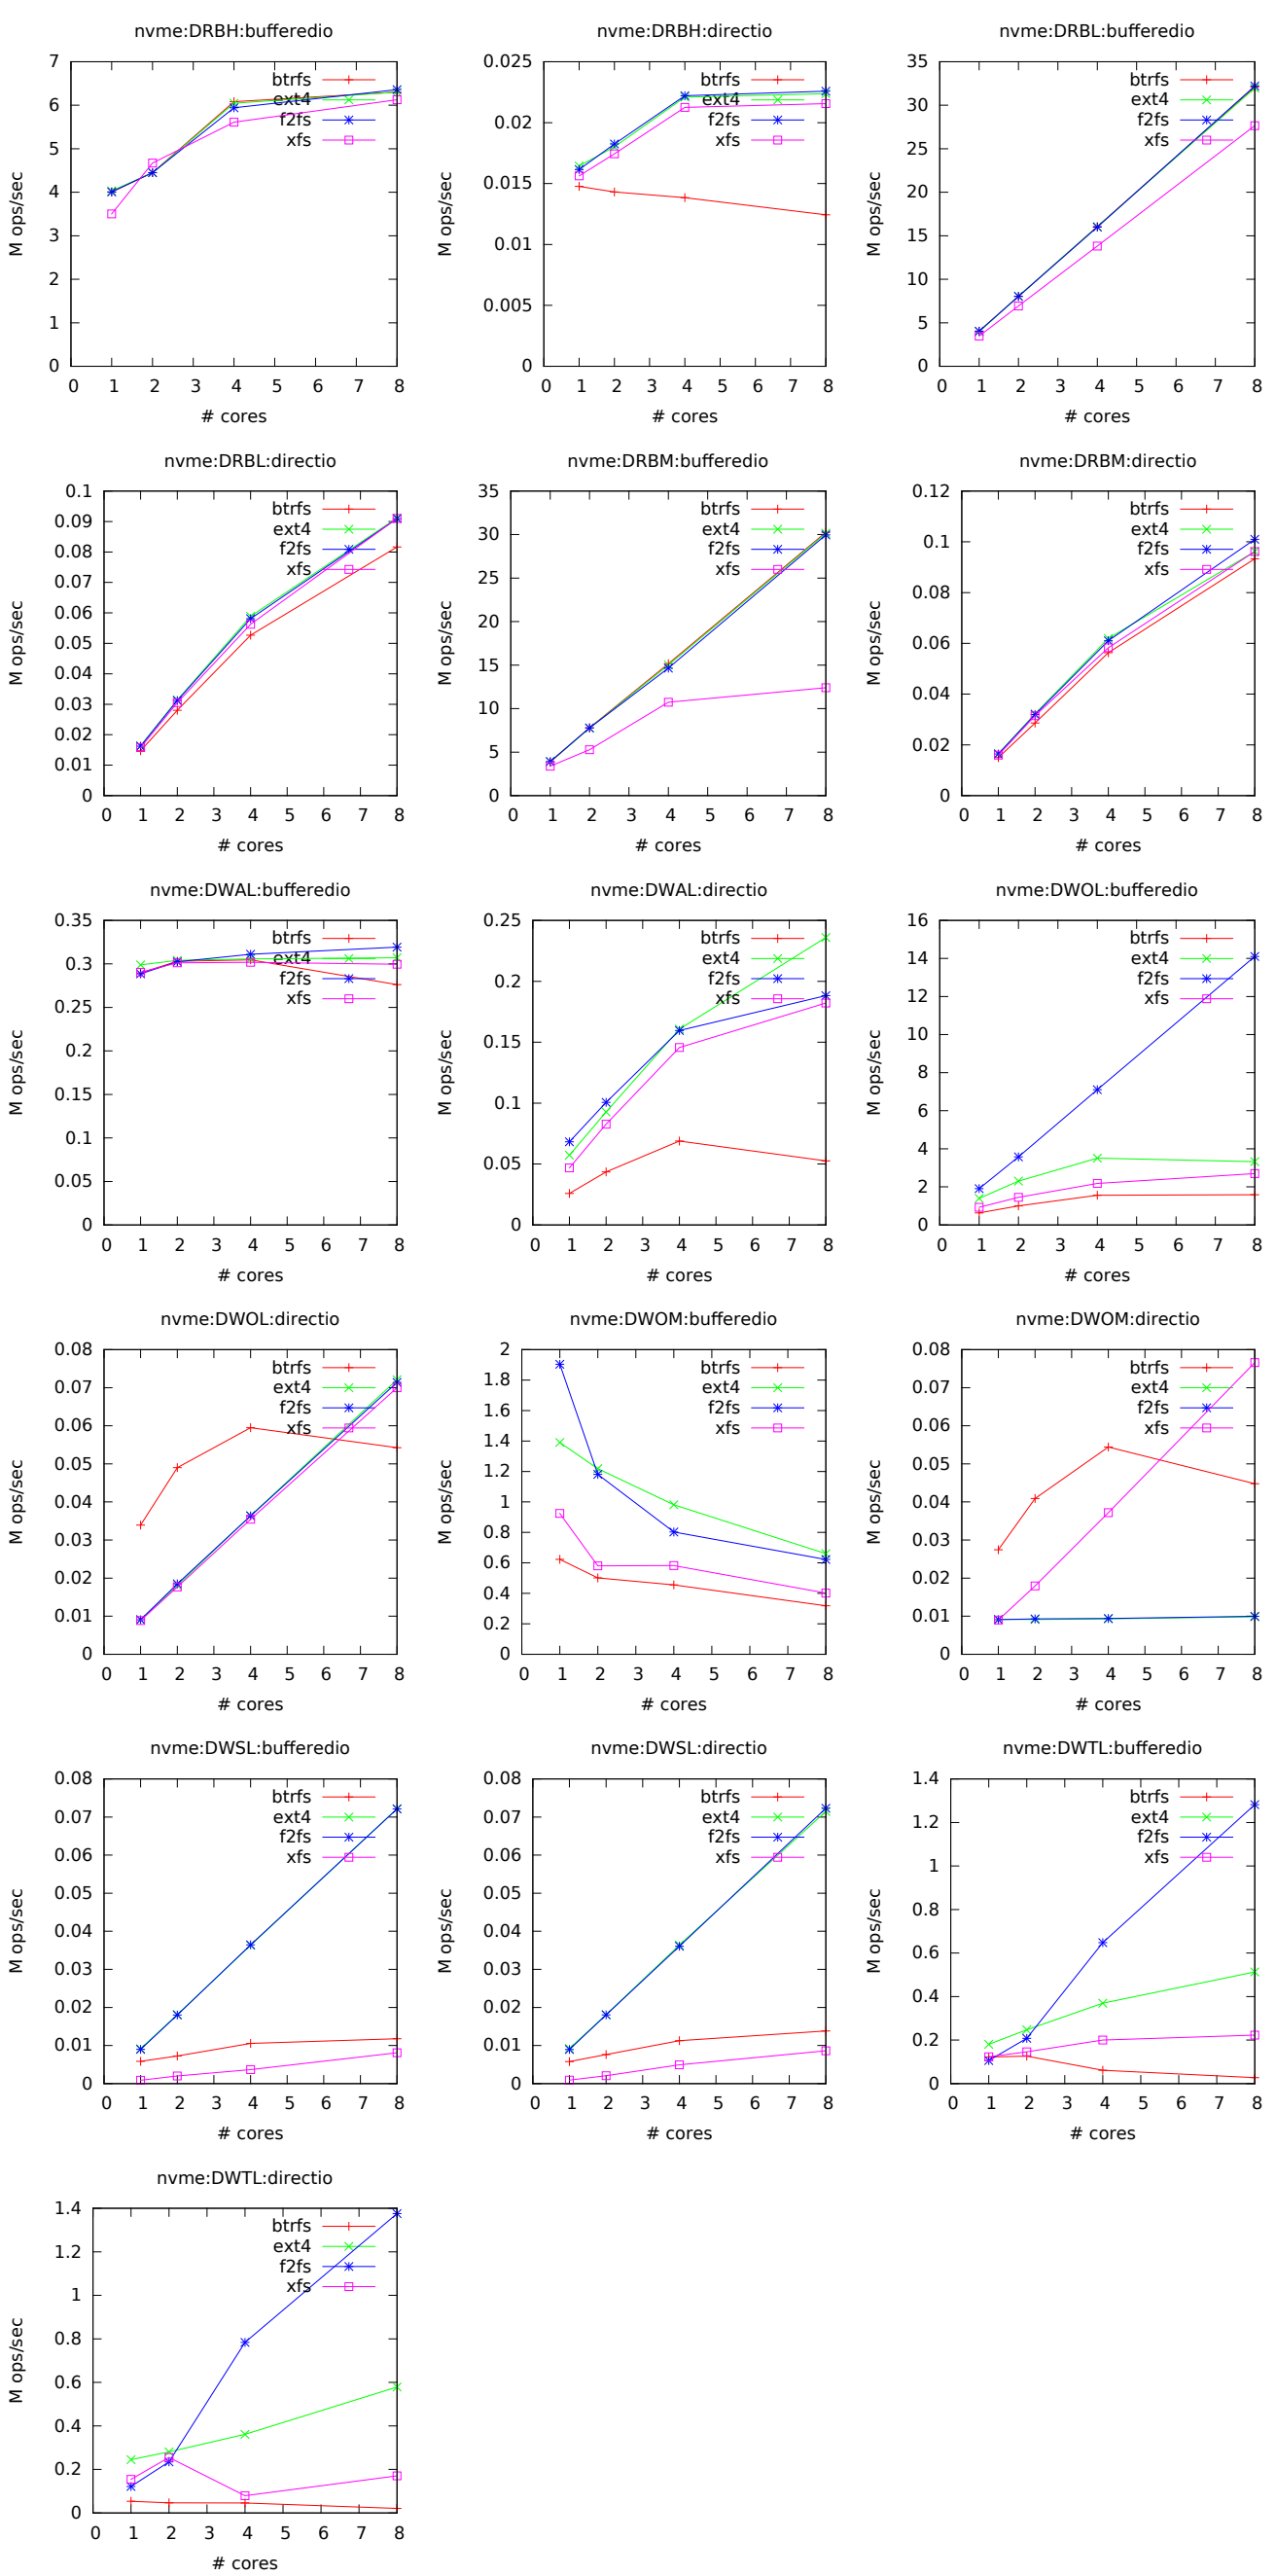 nvme:DRBH:bufferedio
7
6
5
4
3
2
1
0
0 1 2 3 4 5 6 7 8
M ops/sec
# cores
btrfs
ext4
f2fs
xfs
nvme:DRBH:directio
0.025
0.02
0.015
0.01
0.005
0
0 1 2 3 4 5 6 7 8
M ops/sec
# cores
btrfs
ext4
f2fs
xfs
nvme:DRBL:bufferedio
35
30
25
20
15
10
5
0
0 1 2 3 4 5 6 7 8
M ops/sec
# cores
btrfs
ext4
f2fs
xfs
nvme:DRBL:directio
0.1
0.09
0.08
0.07
0.06
0.05
0.04
0.03
0.02
0.01
0
0 1 2 3 4 5 6 7 8
M ops/sec
# cores
btrfs
ext4
f2fs
xfs
nvme:DRBM:bufferedio
35
30
25
20
15
10
5
0
0 1 2 3 4 5 6 7 8
M ops/sec
# cores
btrfs
ext4
f2fs
xfs
nvme:DRBM:directio
0.12
0.1
0.08
0.06
0.04
0.02
0
0 1 2 3 4 5 6 7 8
M ops/sec
# cores
btrfs
ext4
f2fs
xfs
nvme:DWAL:bufferedio
0.35
0.3
0.25
0.2
0.15
0.1
0.05
0
0 1 2 3 4 5 6 7 8
M ops/sec
# cores
btrfs
ext4
f2fs
xfs
nvme:DWAL:directio
0.25
0.2
0.15
0.1
0.05
0
0 1 2 3 4 5 6 7 8
M ops/sec
# cores
btrfs
ext4
f2fs
xfs
nvme:DWOL:bufferedio
16
14
12
10
8
6
4
2
0
0 1 2 3 4 5 6 7 8
M ops/sec
# cores
btrfs
ext4
f2fs
xfs
nvme:DWOL:directio
0.08
0.07
0.06
0.05
0.04
0.03
0.02
0.01
0
0 1 2 3 4 5 6 7 8
M ops/sec
# cores
btrfs
ext4
f2fs
xfs
nvme:DWOM:bufferedio
2
1.8
1.6
1.4
1.2
1
0.8
0.6
0.4
0.2
0
0 1 2 3 4 5 6 7 8
M ops/sec
# cores
btrfs
ext4
f2fs
xfs
nvme:DWOM:directio
0.08
0.07
0.06
0.05
0.04
0.03
0.02
0.01
0
0 1 2 3 4 5 6 7 8
M ops/sec
# cores
btrfs
ext4
f2fs
xfs
nvme:DWSL:bufferedio
0.08
0.07
0.06
0.05
0.04
0.03
0.02
0.01
0
0 1 2 3 4 5 6 7 8
M ops/sec
# cores
btrfs
ext4
f2fs
xfs
nvme:DWSL:directio
0.08
0.07
0.06
0.05
0.04
0.03
0.02
0.01
0
0 1 2 3 4 5 6 7 8
M ops/sec
# cores
btrfs
ext4
f2fs
xfs
nvme:DWTL:bufferedio
1.4
1.2
1
0.8
0.6
0.4
0.2
0
0 1 2 3 4 5 6 7 8
M ops/sec
# cores
btrfs
ext4
f2fs
xfs
nvme:DWTL:directio
1.4
1.2
1
0.8
0.6
0.4
0.2
0
0 1 2 3 4 5 6 7 8
M ops/sec
# cores
btrfs
ext4
f2fs
xfs